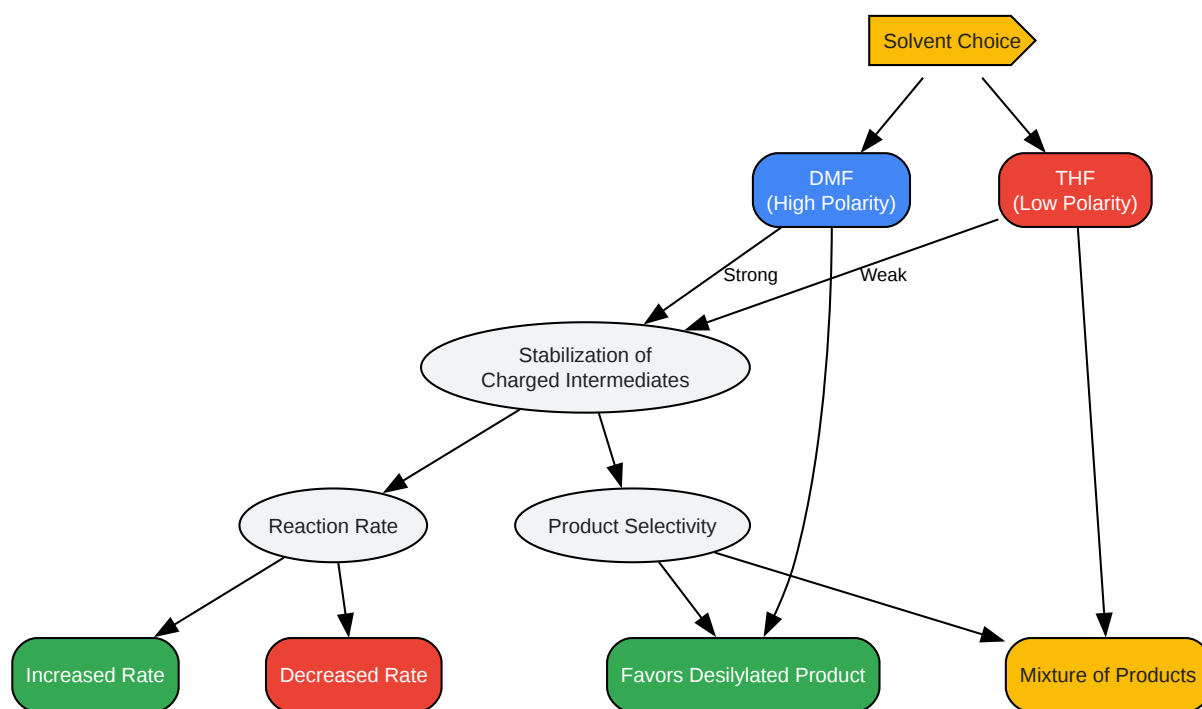 Solvent Choice
DMF
(High Polarity)
THF
(Low Polarity)
Strong
Weak
Stabilization of
Charged Intermediates
Reaction Rate
Product Selectivity
Increased Rate
Decreased Rate
Favors Desilylated Product
Mixture of Products